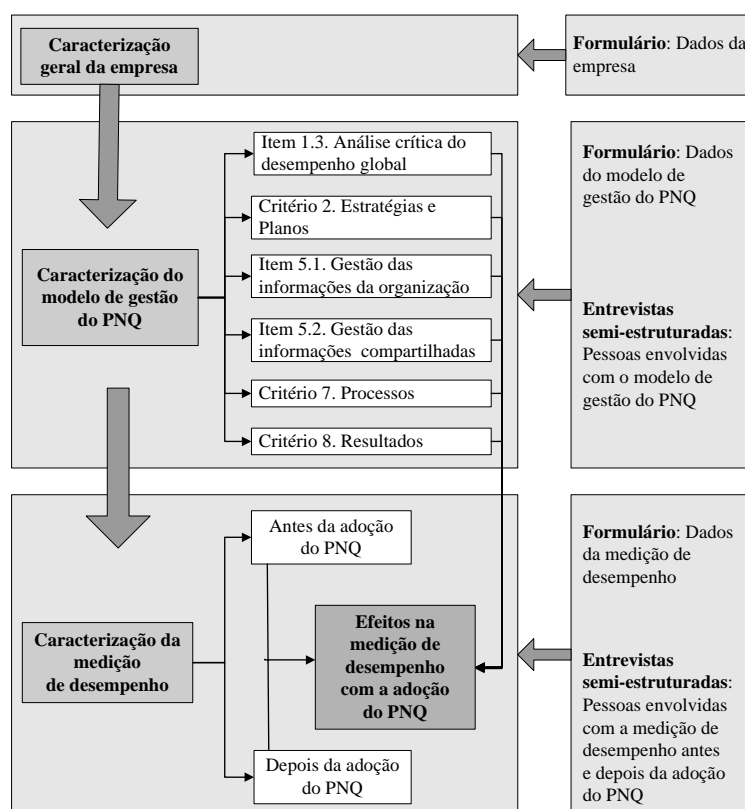 Caracterização
geral da empresa
Formulário: Dados da
empresa
Caracterização do
modelo de gestão
do PNQ
Item 1.3. Análise crítica do
desempenho global
Critério 2. Estratégias e
Planos
Item 5.1. Gestão das
informações da organização
Item 5.2. Gestão das
informações compartilhadas
Critério 7. Processos
Critério 8. Resultados
Formulário: Dados
do modelo de
gestão do PNQ
Entrevistas
semi-estruturadas:
Pessoas envolvidas
com o modelo de
gestão do PNQ
Caracterização da
medição
de desempenho
Antes da adoção
do PNQ
Efeitos na
medição de
desempenho
com a adoção
do PNQ
Depois da adoção
do PNQ
Formulário: Dados
da medição de
desempenho
Entrevistas
semi-estruturadas:
Pessoas envolvidas
com a medição de
desempenho antes
e depois da adoção
do PNQ